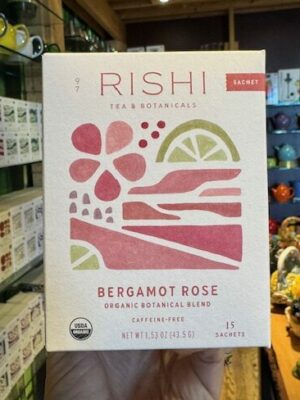 97
RISHI
SACHET
TEA & BOTANICALS
BERGAMOT ROSE
ORGANIC BOTANICAL BLEND
CAFFEINE-FREE
USDA
ORGANIC
NET WT 1.53 OZ (43.5 G)
15
SACHETS